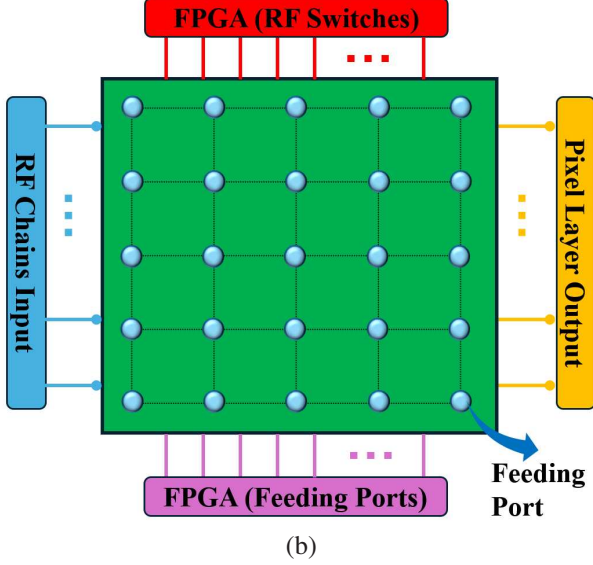 FPGA (RF Switches)
RF Chains Input
Pixel Layer Output
FPGA (Feeding Ports)
Feeding
Port
(b)